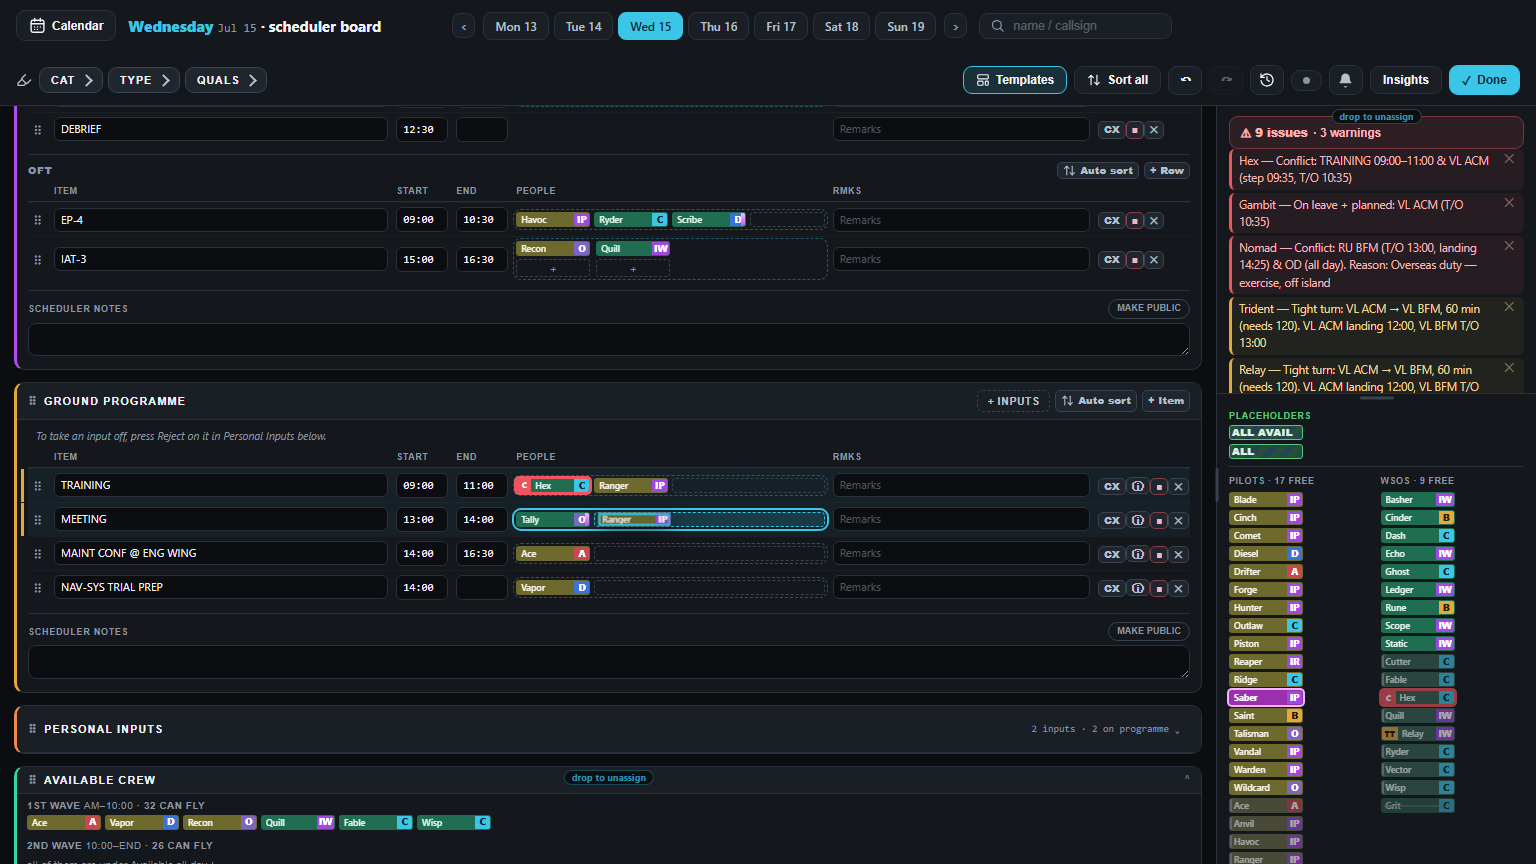 Calendar
Wednesday Jul 15 · scheduler board
‹
Mon 13
Tue 14
Wed 15
Thu 16
Fri 17
Sat 18
Sun 19
›
name / callsign
CAT
TYPE
QUALS
Templates
Sort all
Insights
✓ Done
DEBRIEF
12:30
Remarks
CX
OFT
Auto sort
+ Row
ITEM START END PEOPLE RMKS
EP-4 09:00 10:30 Havoc IP Ryder C Scribe D Remarks CX
IAT-3 15:00 16:30 Recon O Quill IW Remarks CX
+ +
SCHEDULER NOTES
MAKE PUBLIC
GROUND PROGRAMME
+ INPUTS
Auto sort
+ Item
To take an input off, press Reject on it in Personal Inputs below.
ITEM START END PEOPLE RMKS
TRAINING 09:00 11:00 C Hex C Ranger IP Remarks CX
MEETING 13:00 14:00 Tally O Ranger IP Remarks CX
MAINT CONF @ ENG WING 14:00 16:30 Ace A Remarks CX
NAV-SYS TRIAL PREP 14:00 Vapor D Remarks CX
SCHEDULER NOTES
MAKE PUBLIC
PERSONAL INPUTS
2 inputs · 2 on programme
AVAILABLE CREW
drop to unassign
1ST WAVE AM–10:00 · 32 CAN FLY
Ace A Vapor D Recon O Quill IW Fable C Wisp C
2ND WAVE 10:00–END · 26 CAN FLY
drop to unassign
⚠ 9 issues · 3 warnings
Hex — Conflict: TRAINING 09:00–11:00 & VL ACM
(step 09:35, T/O 10:35)
Gambit — On leave + planned: VL ACM (T/O
10:35)
Nomad — Conflict: RU BFM (T/O 13:00, landing
14:25) & OD (all day). Reason: Overseas duty —
exercise, off island
Trident — Tight turn: VL ACM → VL BFM, 60 min
(needs 120). VL ACM landing 12:00, VL BFM T/O
13:00
Relay — Tight turn: VL ACM → VL BFM, 60 min
(needs 120). VL ACM landing 12:00, VL BFM T/O
PLACEHOLDERS
ALL AVAIL
ALL
PILOTS · 17 FREE
Blade IP
Cinch IP
Comet IP
Diesel D
Drifter A
Forge IP
Hunter IP
Outlaw C
Piston IP
Reaper IR
Ridge C
Saber IP
Saint B
Talisman O
Vandal IP
Warden IP
Wildcard O
Ace A
Anvil IP
Havoc IP
Ranger IP
WSOS · 9 FREE
Basher IW
Cinder B
Dash C
Echo IW
Ghost C
Ledger IW
Rune B
Scope IW
Static IW
Cutter C
Fable C
C Hex C
Quill IW
TT Relay IW
Ryder C
Vector C
Wisp C
Grit C